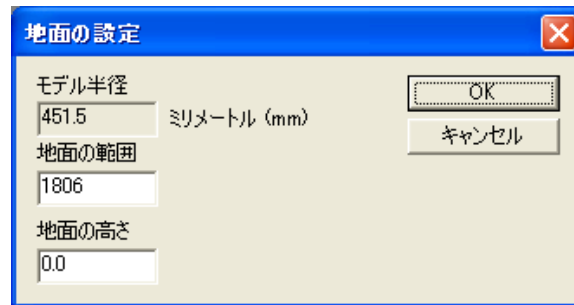 地面の設定
モデル半径
451.5 ミリメートル (mm)
地面の範囲
1806
地面の高さ
0.0
OK
キャンセル